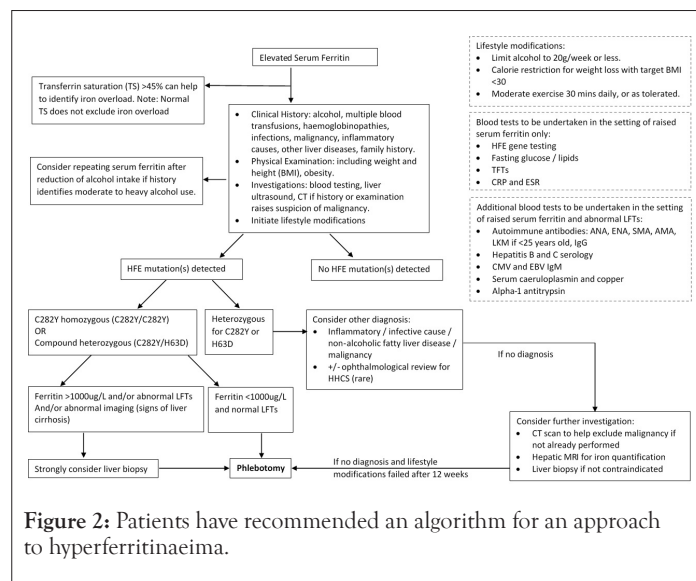 Elevated Serum Ferritin
Transferrin saturation (TS) >45% can help
to identify iron overload. Note: Normal
TS does not exclude iron overload
• Clinical History: alcohol, multiple blood
transfusions, haemoglobinopathies,
infections, malignancy, inflammatory
causes, other liver diseases, family history.
• Physical Examination: including weight and
height (BMI), obesity.
• Investigations: blood testing, liver
ultrasound, CT if history or examination
raises suspicion of malignancy.
• Initiate lifestyle modifications
Consider repeating serum ferritin after
reduction of alcohol intake if history
identifies moderate to heavy alcohol use.
Lifestyle modifications:
• Limit alcohol to 20g/week or less.
• Calorie restriction for weight loss with target BMI
<30
• Moderate exercise 30 mins daily, or as tolerated.
Blood tests to be undertaken in the setting of raised
serum ferritin only:
• HFE gene testing
• Fasting glucose / lipids
• TFTs
• CRP and ESR
Additional blood tests to be undertaken in the setting
of raised serum ferritin and abnormal LFTs:
• Autoimmune antibodies: ANA, ENA, SMA, AMA,
LKM if <25 years old, IgG
• Hepatitis B and C serology
• CMV and EBV IgM
• Serum caeruloplasmin and copper
• Alpha-1 antitrypsin
HFE mutation(s) detected
No HFE mutation(s) detected
C282Y homozygous (C282Y/C282Y)
OR
Compound heterozygous (C282Y/H63D)
Heterozygous
for C282Y or
H63D
Consider other diagnosis:
• Inflammatory / infective cause /
non-alcoholic fatty liver disease /
malignancy
• +/- ophthalmological review for
HHCS (rare)
If no diagnosis
Ferritin >1000ug/L and/or abnormal LFTs
And/or abnormal imaging (signs of liver
cirrhosis)
Ferritin <1000ug/L
and normal LFTs
Consider further investigation:
• CT scan to help exclude malignancy if
not already performed
• Hepatic MRI for iron quantification
• Liver biopsy if not contraindicated
Strongly consider liver biopsy
Phlebotomy
If no diagnosis and lifestyle
modifications failed after 12 weeks
Figure 2: Patients have recommended an algorithm for an approach
to hyperferritinaeima.